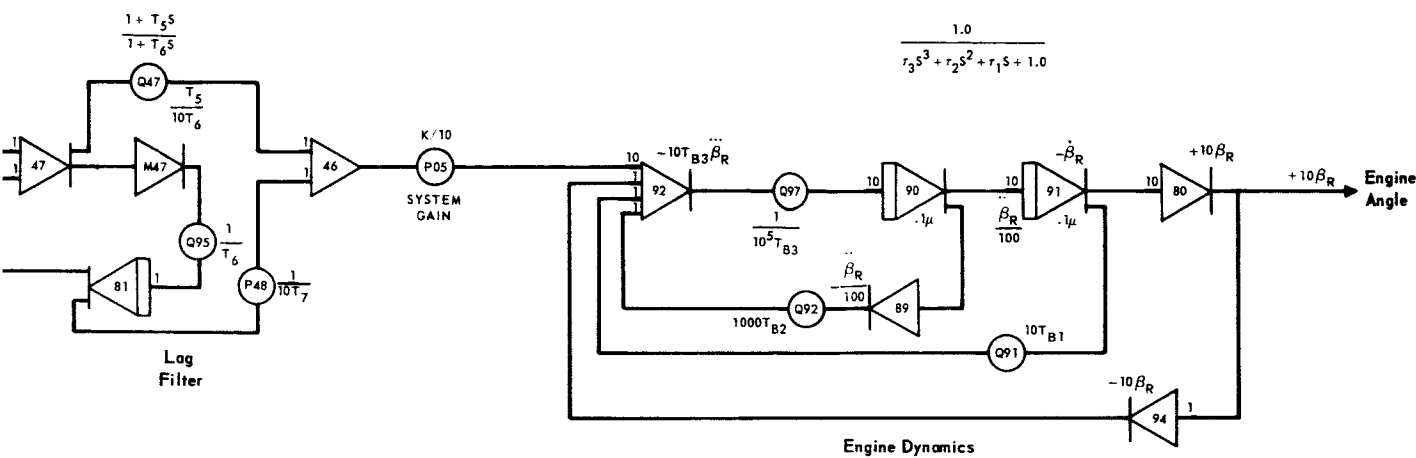 1 + T5S
1 + T6S
1.0
τ3S³ + τ2S² + τ1S + 1.0
Q47
T5
10T6
1
1
47
M47
1
1
46
K/10
P05
SYSTEM
GAIN
10
1
1
1
92
-10TB3β⃛R
Q97
1
10⁵TB3
10
90
.1μ
10
β̈R
100
-β̇R
91
.1μ
10
80
+10βR
+10βR
Engine
Angle
Q95
1
T6
81
1
P48
1
10T7
1000TB2
Q92
-β̈R
100
89
Q91
10TB1
-10βR
94
1
Lag
Filter
Engine Dynamics